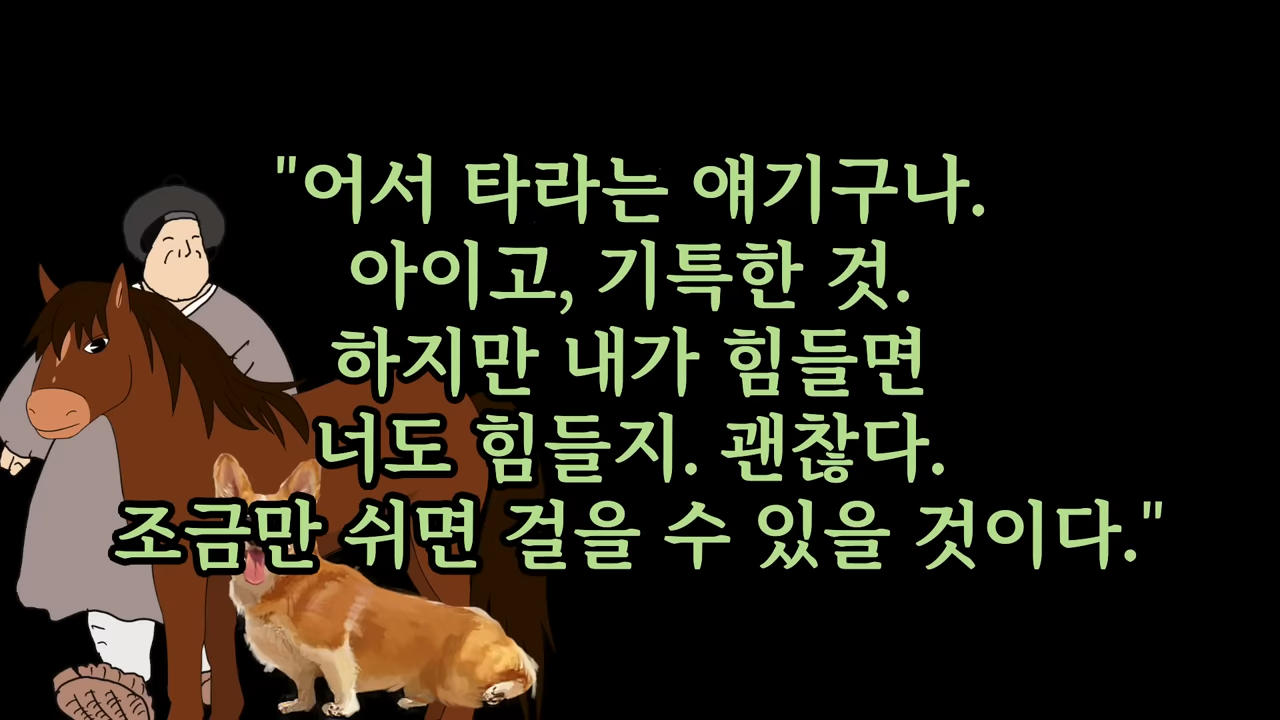 "어서 타라는 얘기구나.
아이고, 기특한 것.
하지만 내가 힘들면
너도 힘들지. 괜찮다.
조금만 쉬면 걸을 수 있을 것이다."